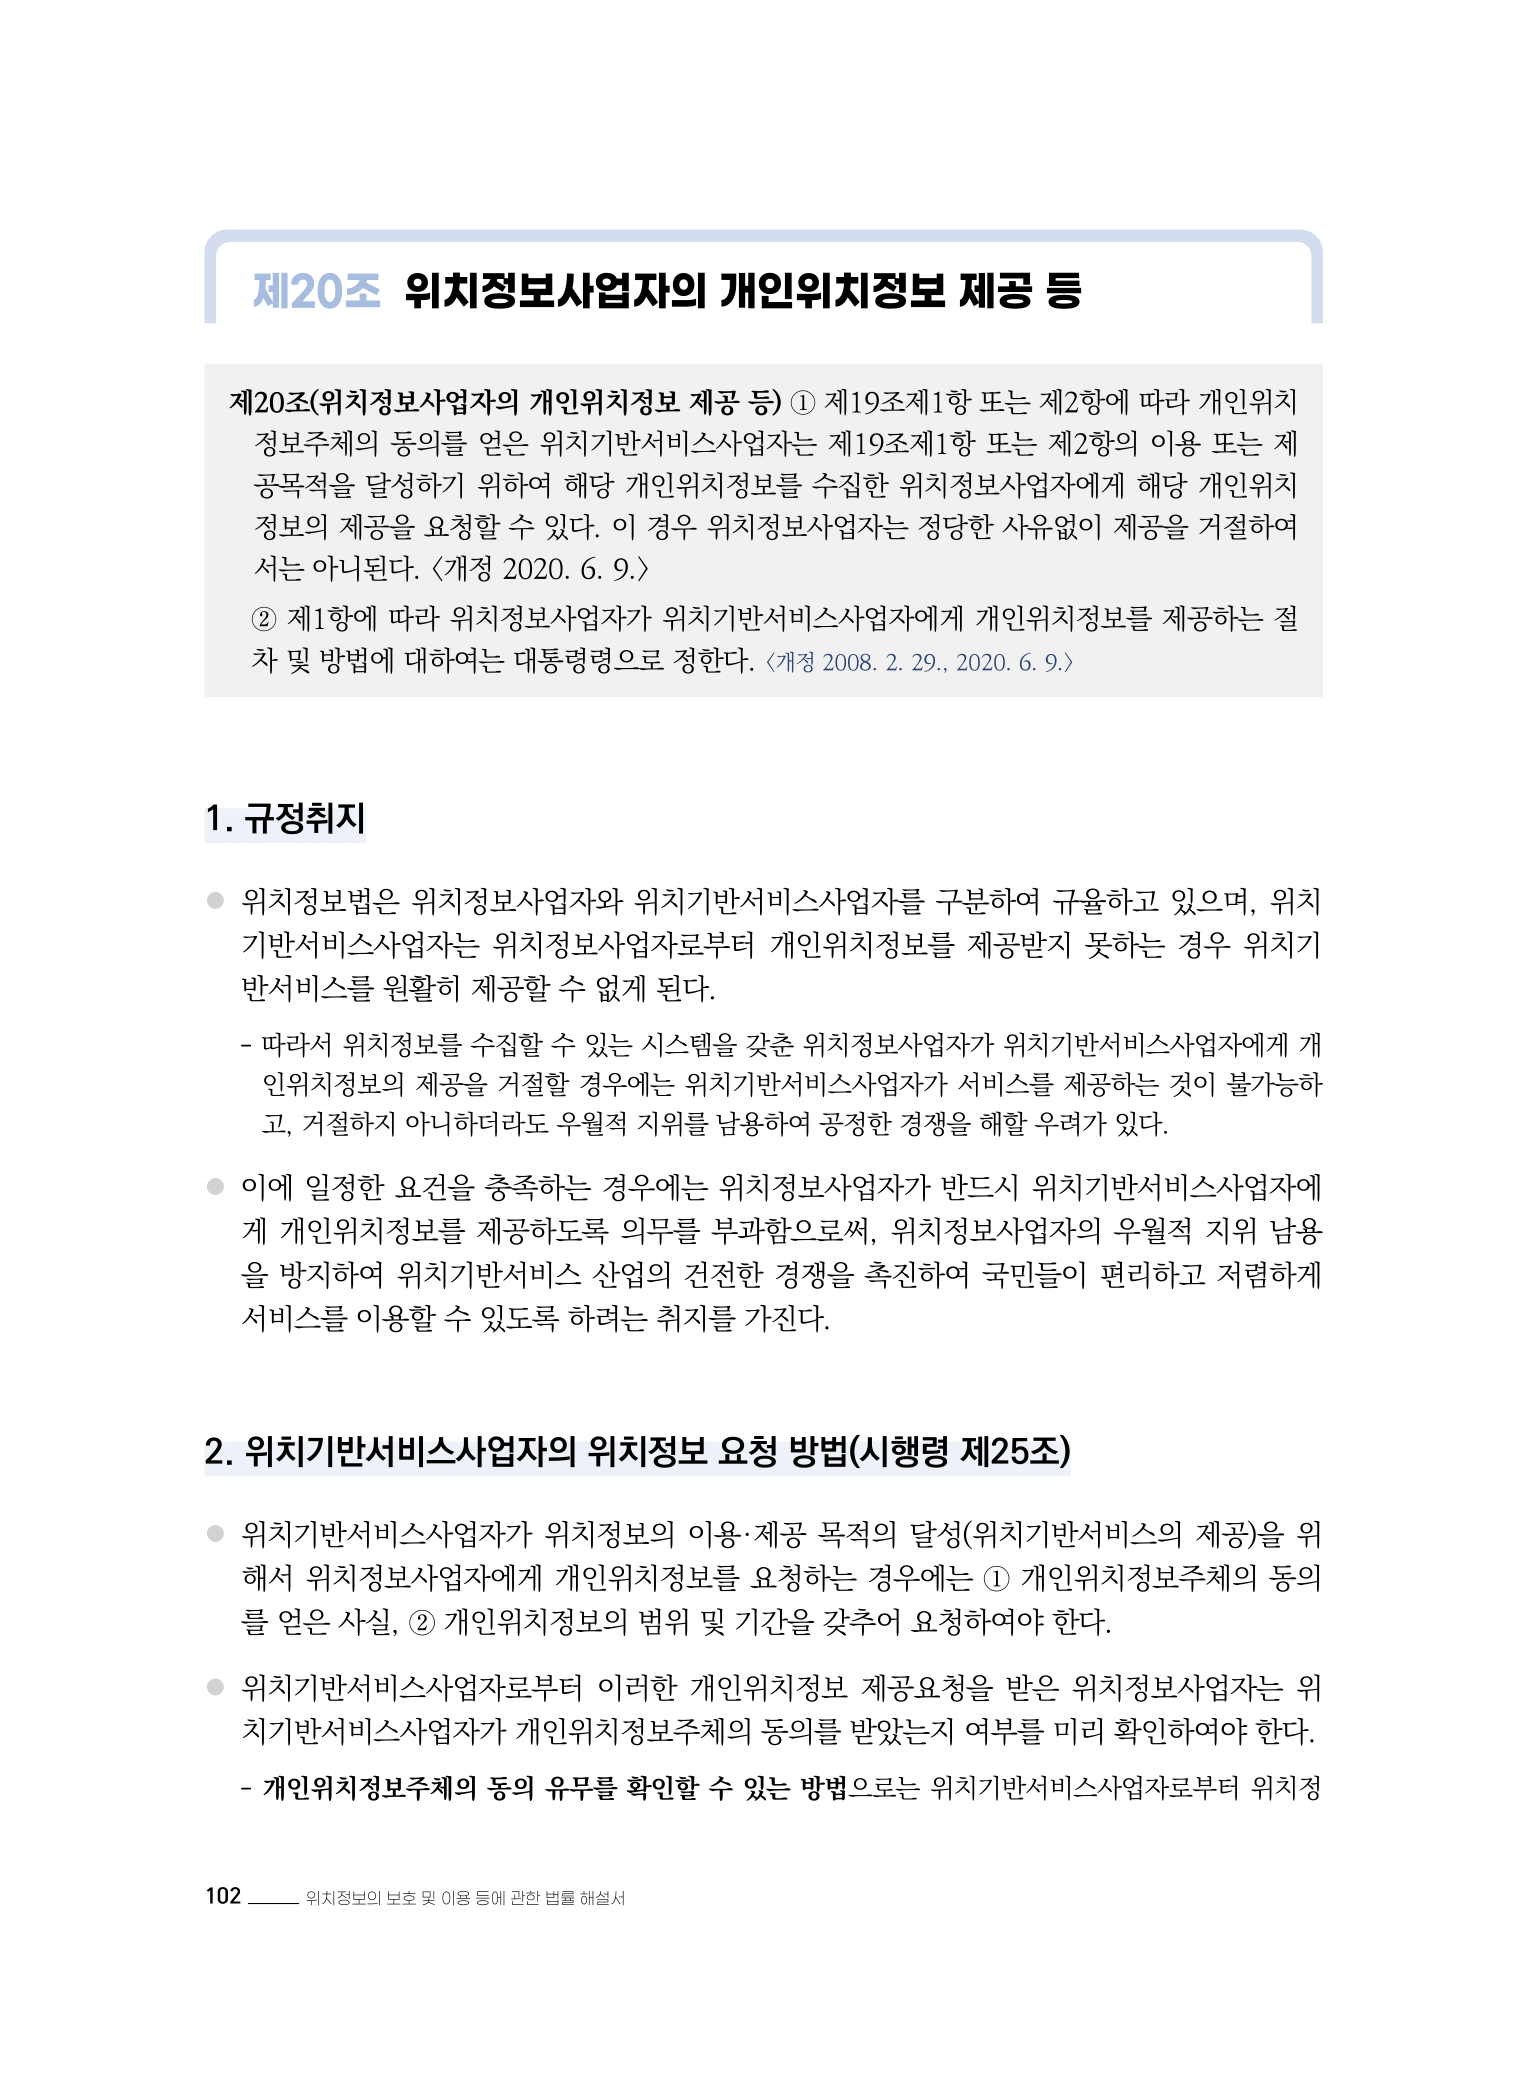 제20조 위치정보사업자의 개인위치정보 제공 등
제20조(위치정보사업자의 개인위치정보 제공 등) ① 제19조제1항 또는 제2항에 따라 개인위치
정보주체의 동의를 얻은 위치기반서비스사업자는 제19조제1항 또는 제2항의 이용 또는 제
공목적을 달성하기 위하여 해당 개인위치정보를 수집한 위치정보사업자에게 해당 개인위치
정보의 제공을 요청할 수 있다. 이 경우 위치정보사업자는 정당한 사유없이 제공을 거절하여
서는 아니된다. 〈개정 2020. 6. 9.〉
② 제1항에 따라 위치정보사업자가 위치기반서비스사업자에게 개인위치정보를 제공하는 절
차 및 방법에 대하여는 대통령령으로 정한다. 〈개정 2008. 2. 29., 2020. 6. 9.〉
1. 규정취지
● 위치정보법은 위치정보사업자와 위치기반서비스사업자를 구분하여 규율하고 있으며, 위치
기반서비스사업자는 위치정보사업자로부터 개인위치정보를 제공받지 못하는 경우 위치기
반서비스를 원활히 제공할 수 없게 된다.
- 따라서 위치정보를 수집할 수 있는 시스템을 갖춘 위치정보사업자가 위치기반서비스사업자에게 개
인위치정보의 제공을 거절할 경우에는 위치기반서비스사업자가 서비스를 제공하는 것이 불가능하
고, 거절하지 아니하더라도 우월적 지위를 남용하여 공정한 경쟁을 해할 우려가 있다.
● 이에 일정한 요건을 충족하는 경우에는 위치정보사업자가 반드시 위치기반서비스사업자에
게 개인위치정보를 제공하도록 의무를 부과함으로써, 위치정보사업자의 우월적 지위 남용
을 방지하여 위치기반서비스 산업의 건전한 경쟁을 촉진하여 국민들이 편리하고 저렴하게
서비스를 이용할 수 있도록 하려는 취지를 가진다.
2. 위치기반서비스사업자의 위치정보 요청 방법(시행령 제25조)
● 위치기반서비스사업자가 위치정보의 이용·제공 목적의 달성(위치기반서비스의 제공)을 위
해서 위치정보사업자에게 개인위치정보를 요청하는 경우에는 ① 개인위치정보주체의 동의
를 얻은 사실, ② 개인위치정보의 범위 및 기간을 갖추어 요청하여야 한다.
● 위치기반서비스사업자로부터 이러한 개인위치정보 제공요청을 받은 위치정보사업자는 위
치기반서비스사업자가 개인위치정보주체의 동의를 받았는지 여부를 미리 확인하여야 한다.
- 개인위치정보주체의 동의 유무를 확인할 수 있는 방법으로는 위치기반서비스사업자로부터 위치정
102 위치정보의 보호 및 이용 등에 관한 법률 해설서